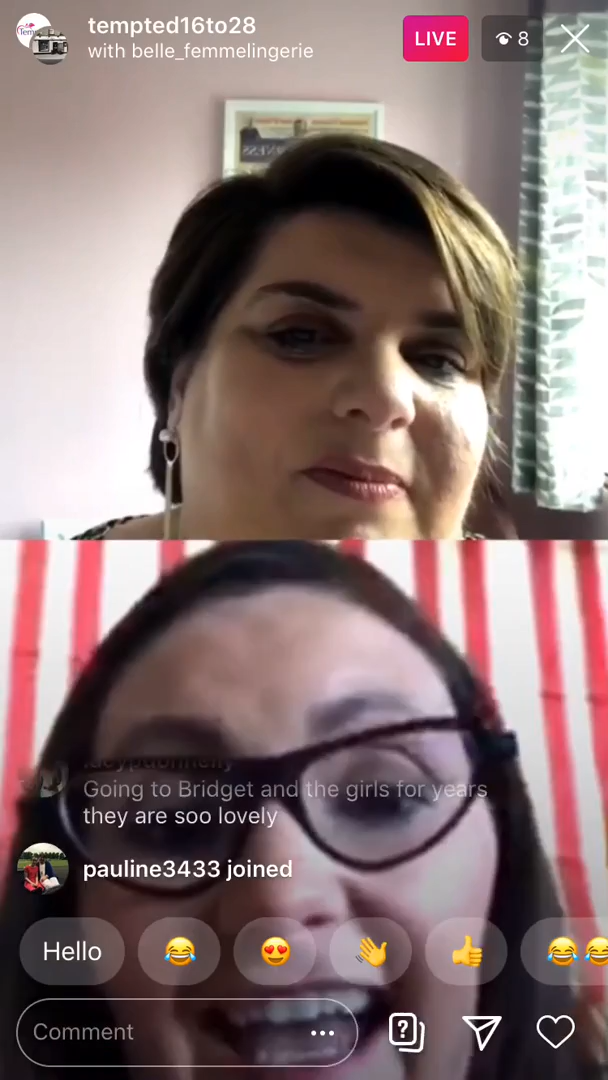 tempted16to28
with belle_femmelingerie
LIVE
8
Going to Bridget and the girls for years
they are soo lovely
pauline3433 joined
Hello
Comment